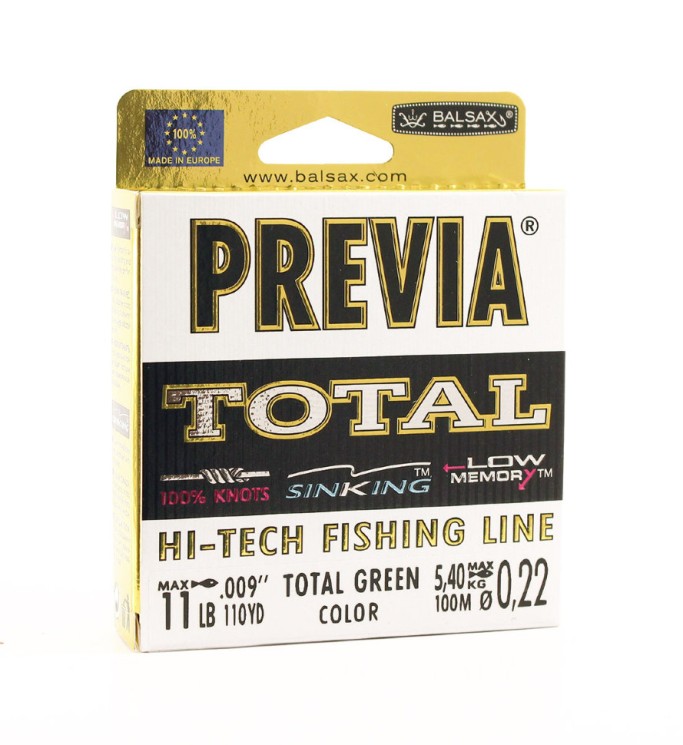 100%
MADE IN EUROPE
BALSAX®
www.balsax.com
PREVIA®
TOTAL
100% KNOTS
SINKING™
LOW
MEMORY™
HI-TECH FISHING LINE
MAX .009”
11 LB 110YD
TOTAL GREEN
COLOR
5,40 MAX KG
100M Ø 0,22